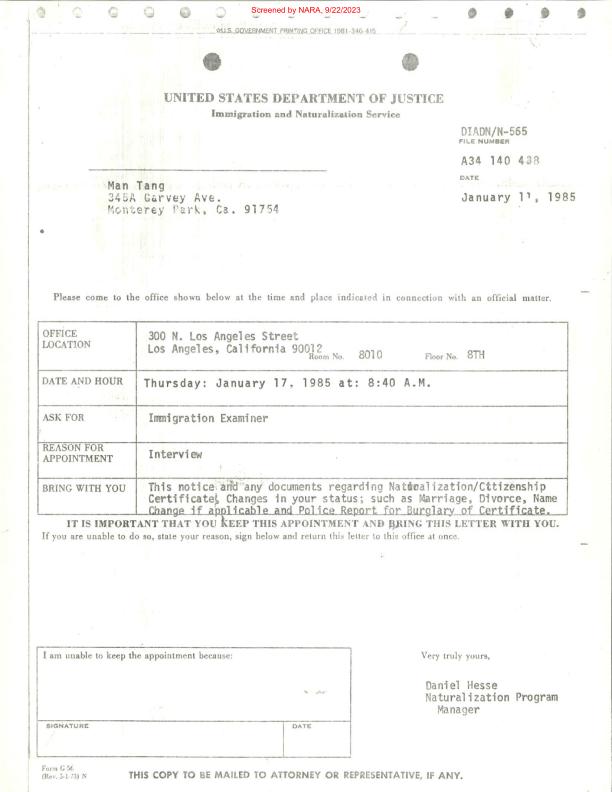 Screened by NARA, 9/22/2023
☆U.S. GOVERNMENT PRINTING OFFICE 1981-346-415
UNITED STATES DEPARTMENT OF JUSTICE
Immigration and Naturalization Service
DIADN/N-565
FILE NUMBER
A34 140 438
DATE
January 11, 1985
Man Tang
345A Garvey Ave.
Monterey Park, Ca. 91754
Please come to the office shown below at the time and place indicated in connection with an official matter.
OFFICE LOCATION
300 N. Los Angeles Street
Los Angeles, California 90012
Room No. 8010 Floor No. 8TH
DATE AND HOUR
Thursday: January 17, 1985 at: 8:40 A.M.
ASK FOR
Immigration Examiner
REASON FOR APPOINTMENT
Interview
BRING WITH YOU
This notice and any documents regarding Natualization/Cttizenship
Certificate, Changes in your status; such as Marriage, Divorce, Name
Change if applicable and Police Report for Burglary of Certificate.
IT IS IMPORTANT THAT YOU KEEP THIS APPOINTMENT AND BRING THIS LETTER WITH YOU.
If you are unable to do so, state your reason, sign below and return this letter to this office at once.
I am unable to keep the appointment because:
SIGNATURE
DATE
Very truly yours,
Daniel Hesse
Naturalization Program
Manager
Form G-56
(Rev. 5-1-73) N
THIS COPY TO BE MAILED TO ATTORNEY OR REPRESENTATIVE, IF ANY.